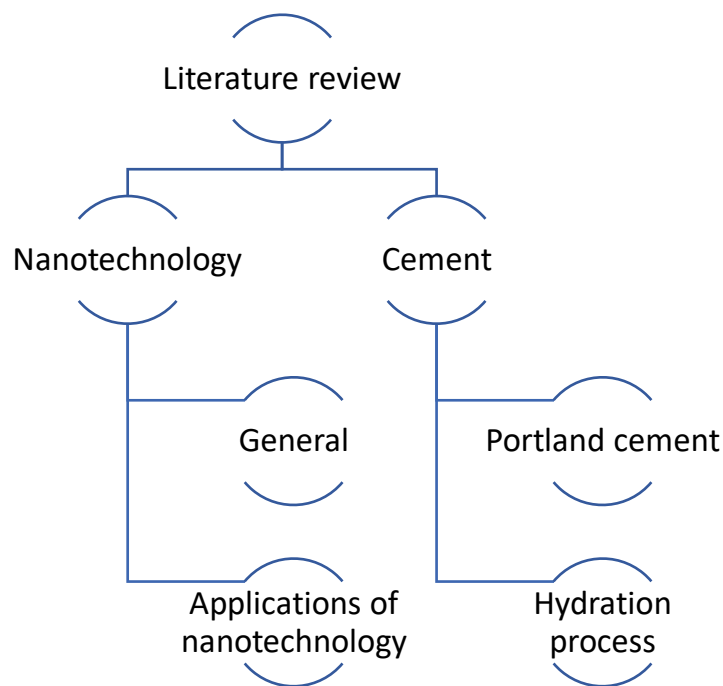 Literature review
Nanotechnology
Cement
General
Portland cement
Applications of
nanotechnology
Hydration
process